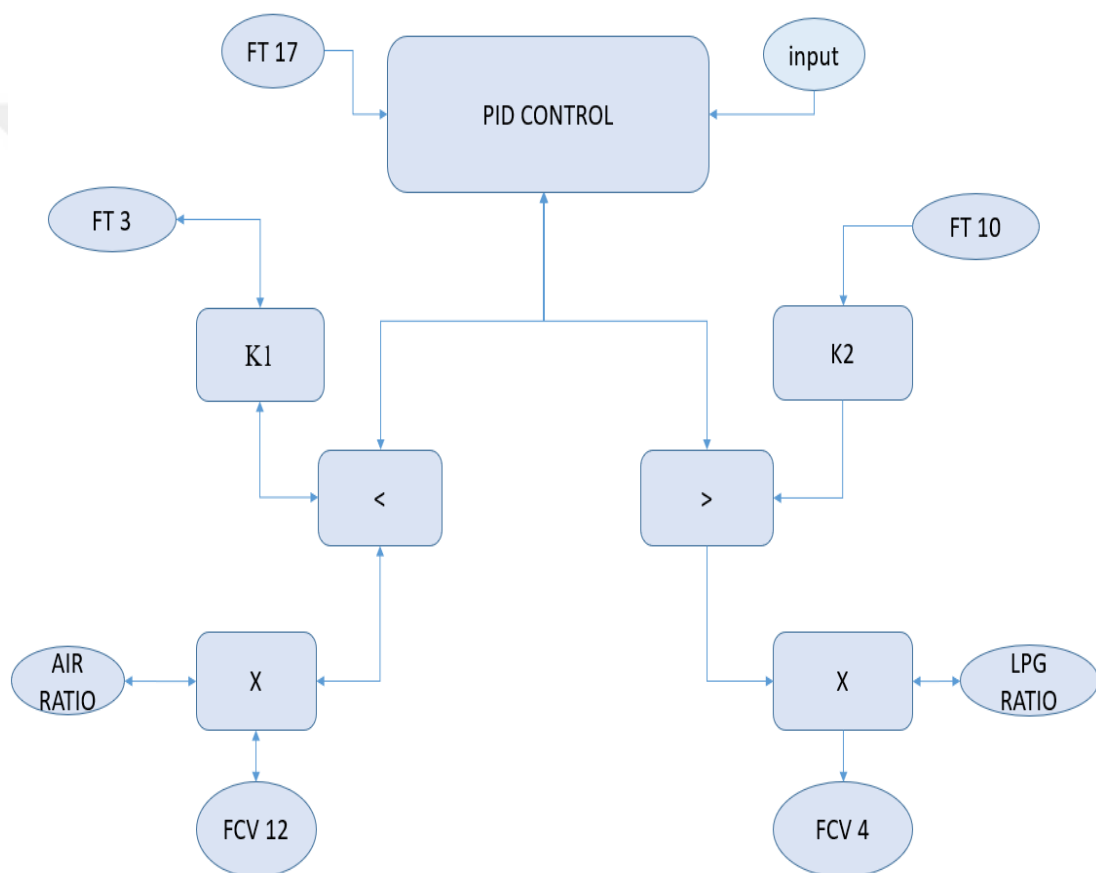 FT 17
PID CONTROL
input
FT 3
FT 10
K1
K2
<
>
AIR
RATIO
X
X
LPG
RATIO
FCV 12
FCV 4